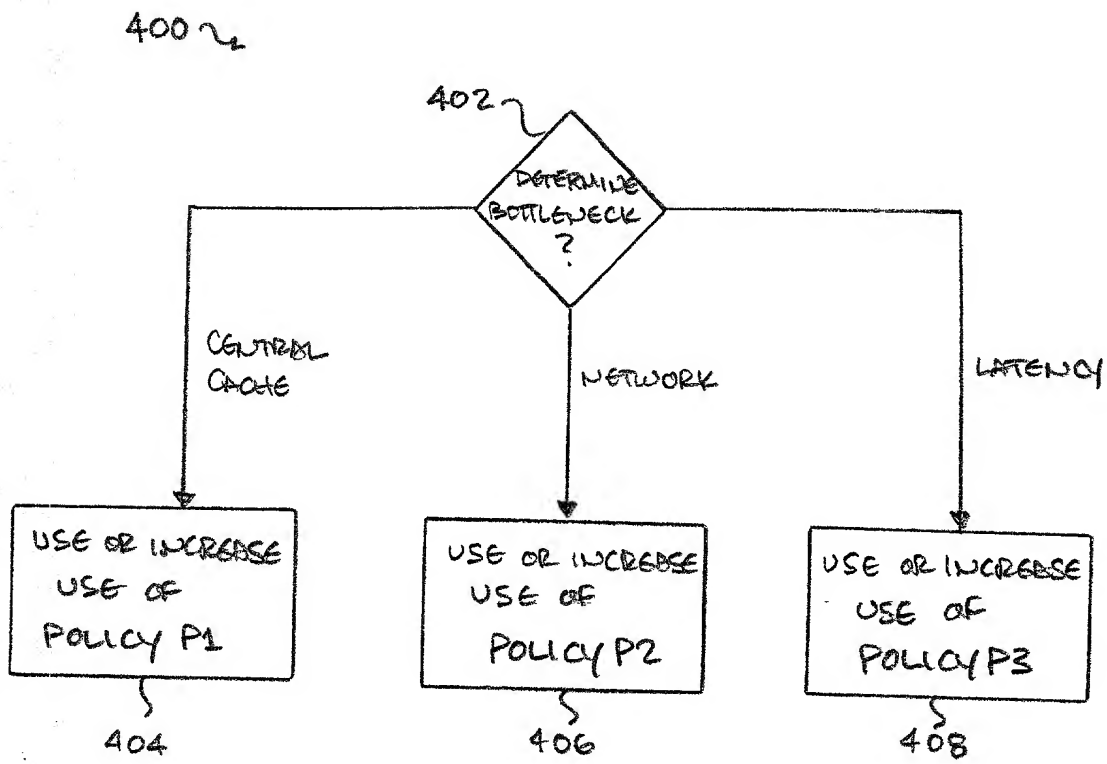 400
402
DETERMINE
BOTTLENECK
?
CENTRAL
CACHE
NETWORK
LATENCY
USE OR INCREASE
USE OF
POLICY P1
USE OR INCREASE
USE OF
POLICY P2
USE OR INCREASE
USE OF
POLICY P3
404
406
408